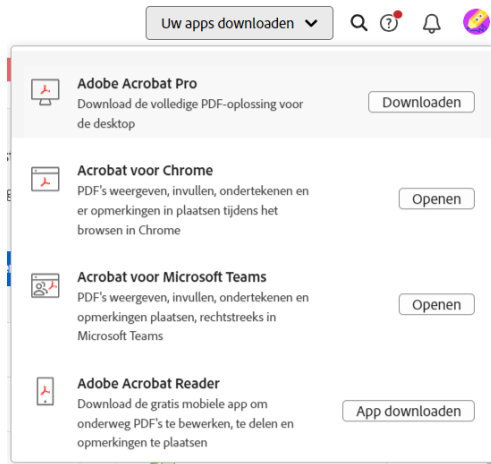 Uw apps downloaden
Adobe Acrobat Pro
Download de volledige PDF-oplossing voor
de desktop
Downloaden
Acrobat voor Chrome
PDF's weergeven, invullen, ondertekenen en
er opmerkingen in plaatsen tijdens het
browsen in Chrome
Openen
Acrobat voor Microsoft Teams
PDF's weergeven, invullen, ondertekenen en
opmerkingen plaatsen, rechtstreeks in
Microsoft Teams
Openen
Adobe Acrobat Reader
Download de gratis mobiele app om
onderweg PDF's te bewerken, te delen en
opmerkingen te plaatsen
App downloaden